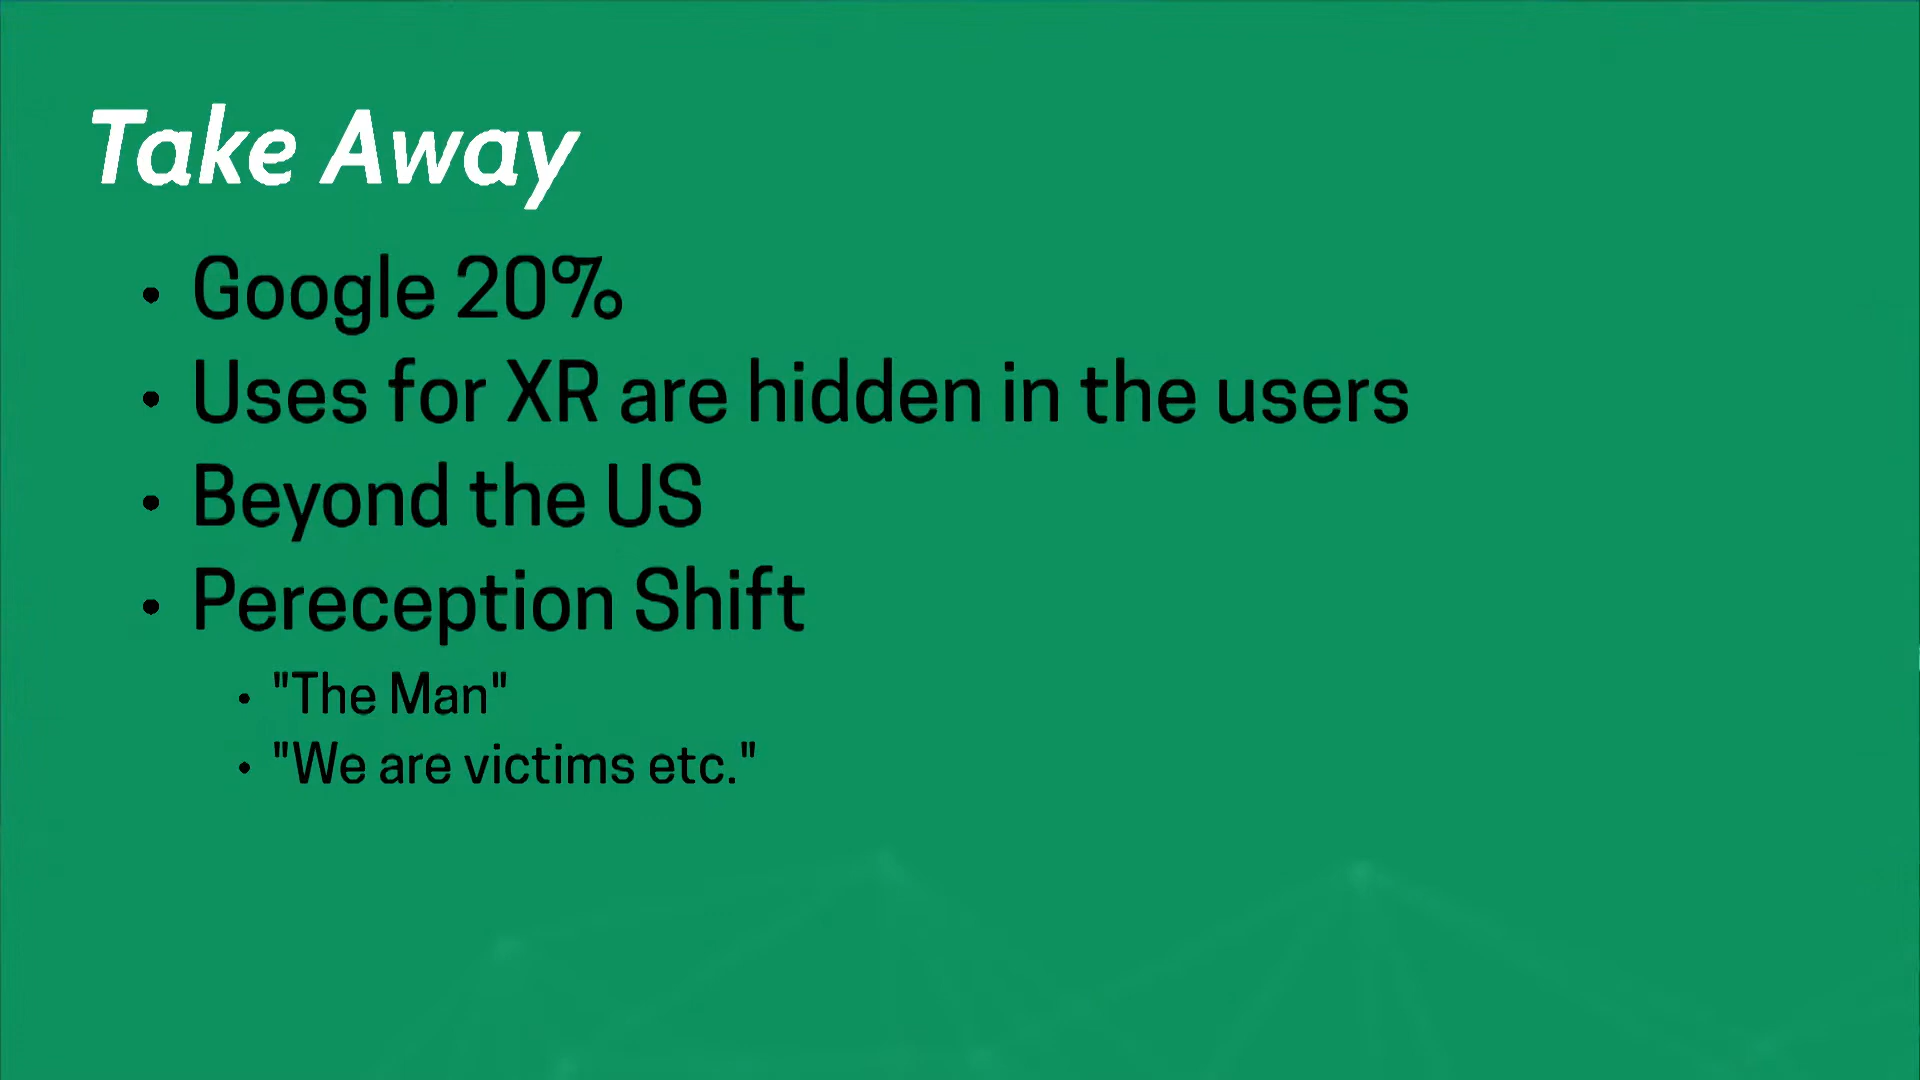 Take Away
• Google 20%
• Uses for XR are hidden in the users
• Beyond the US
• Pereception Shift
• "The Man"
• "We are victims etc."